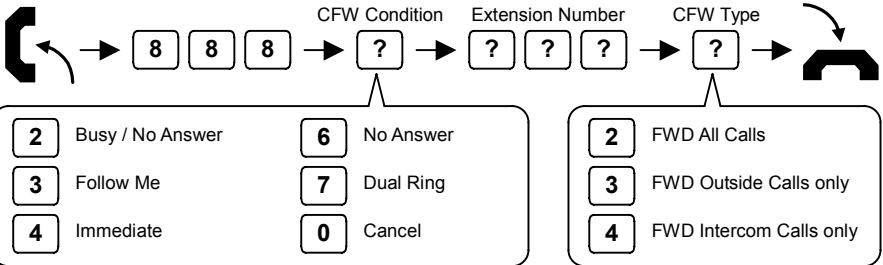 CFW Condition Extension Number CFW Type
8 8 8 ? ? ? ? ?
2 Busy / No Answer 6 No Answer 2 FWD All Calls
3 Follow Me 7 Dual Ring 3 FWD Outside Calls only
4 Immediate 0 Cancel 4 FWD Intercom Calls only